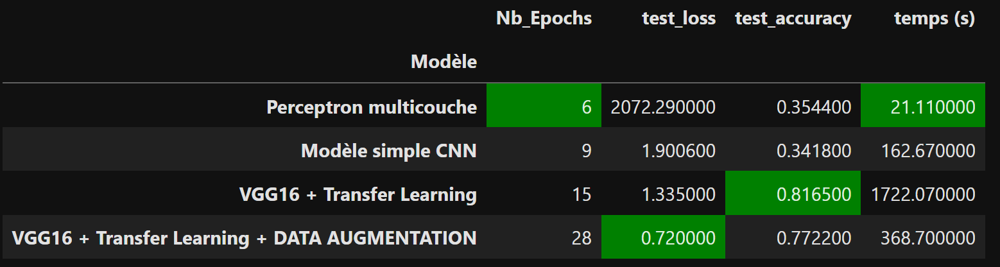 Nb_Epochs test_loss test_accuracy temps (s)
Modèle
Perceptron multicouche 6 2072.290000 0.354400 21.110000
Modèle simple CNN 9 1.900600 0.341800 162.670000
VGG16 + Transfer Learning 15 1.335000 0.816500 1722.070000
VGG16 + Transfer Learning + DATA AUGMENTATION 28 0.720000 0.772200 368.700000